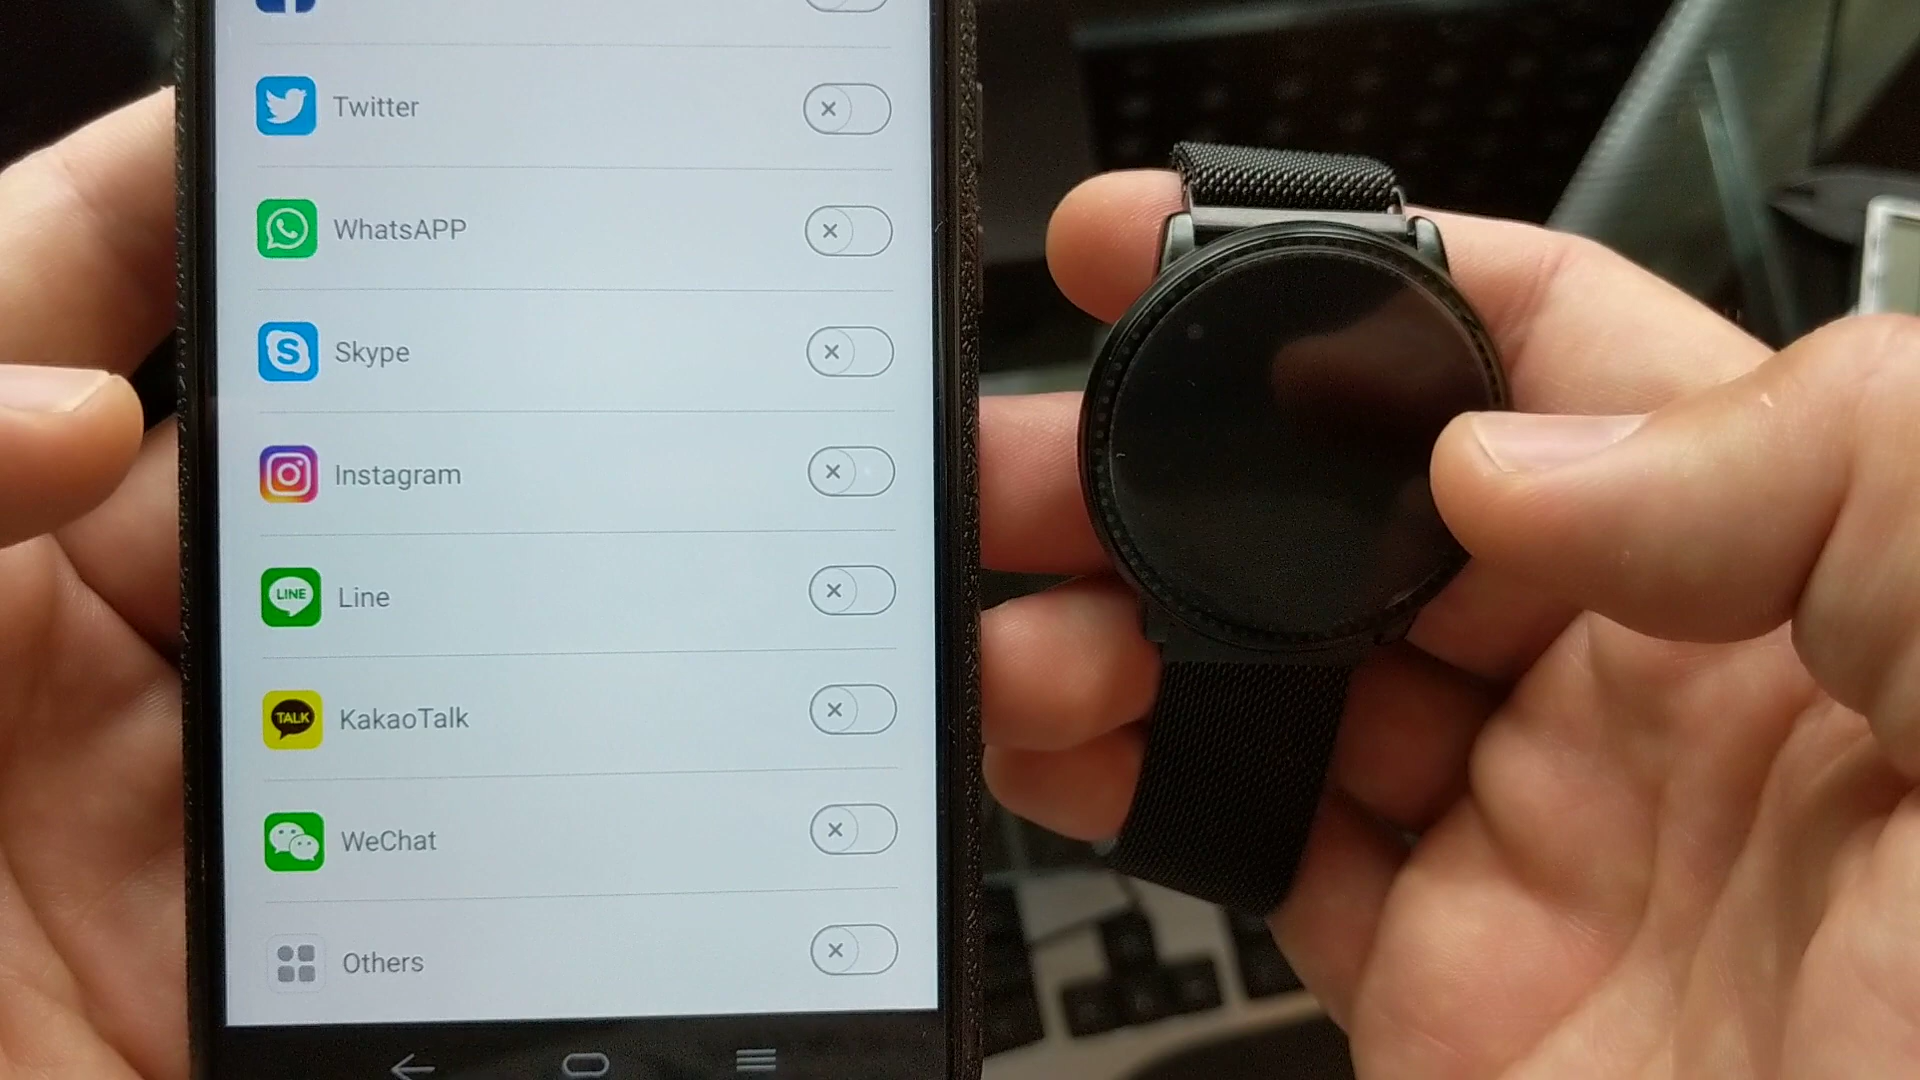 Twitter
WhatsAPP
S Skype
Instagram
LINE Line
TALK KakaoTalk
WeChat
Others